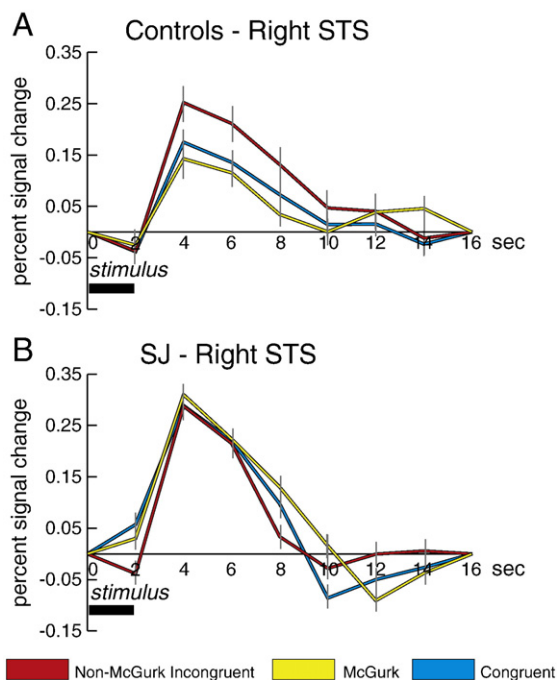 A
Controls - Right STS
percent signal change
0.35
0.25
0.15
0.05
-0.05
-0.15
0 2 4 6 8 10 12 14 16 sec
stimulus
B
SJ - Right STS
percent signal change
0.35
0.25
0.15
0.05
-0.05
-0.15
0 2 4 6 8 10 12 14 16 sec
stimulus
Non-McGurk Incongruent McGurk Congruent